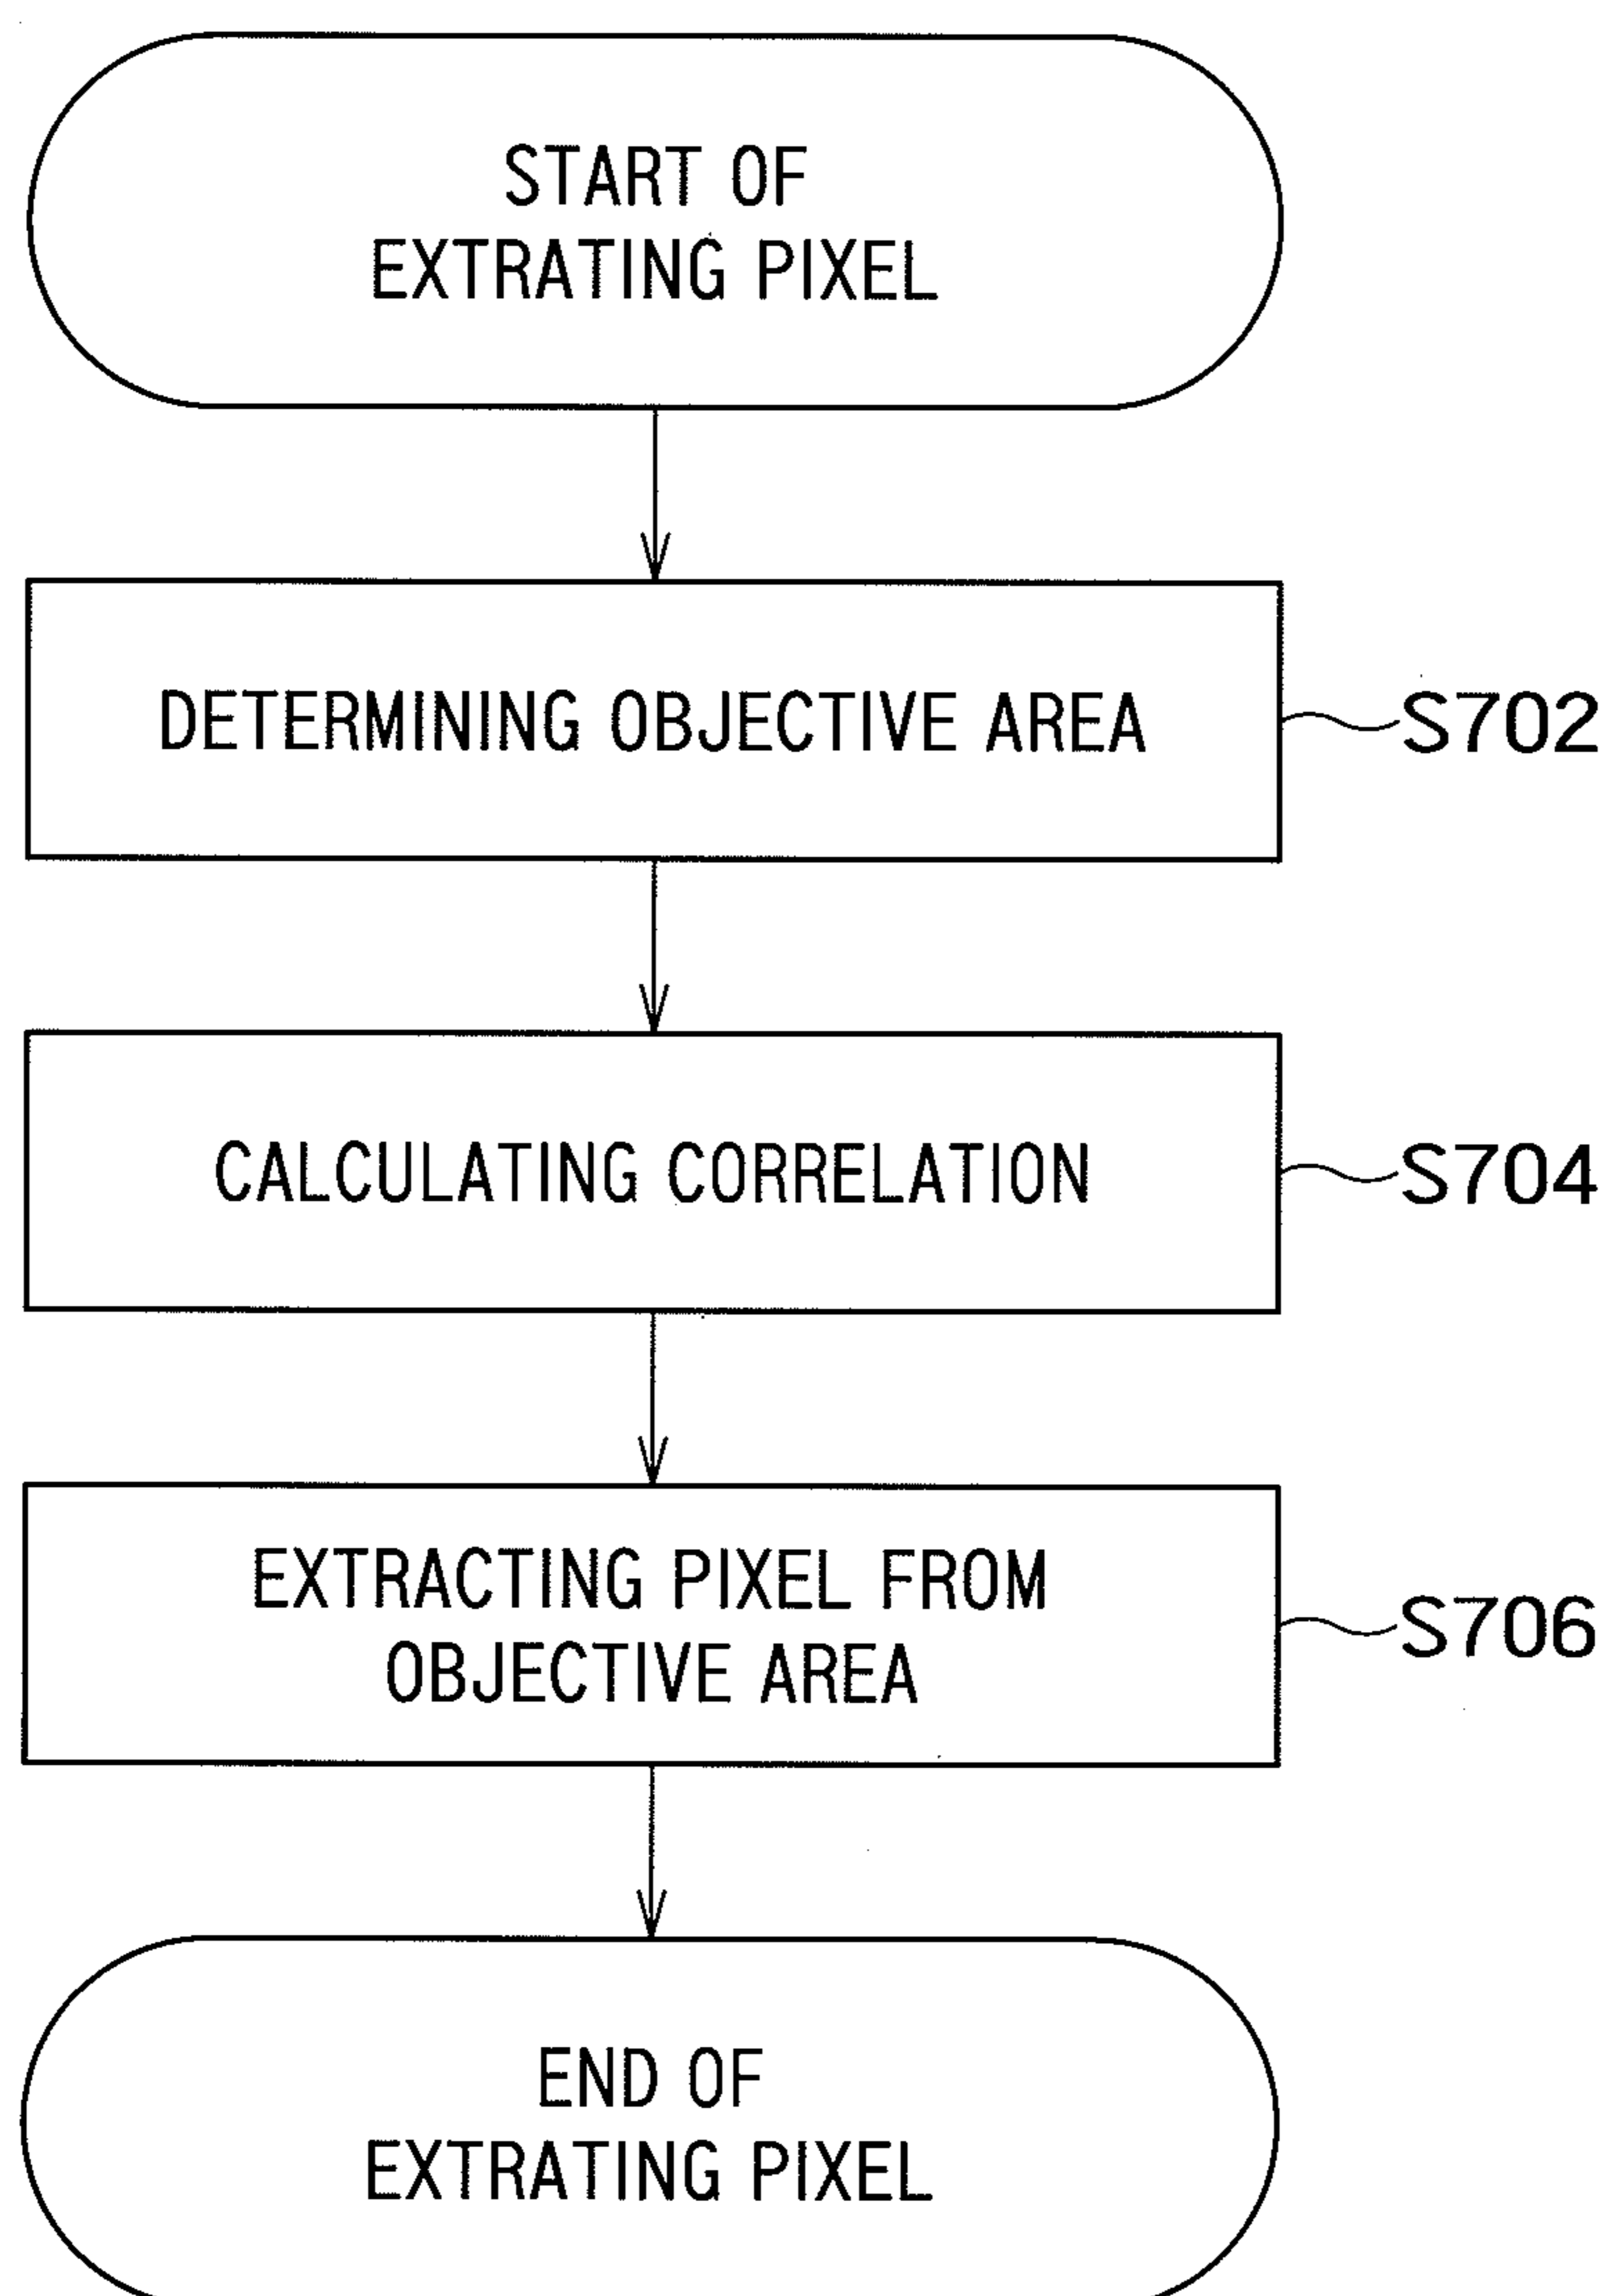 START OF
EXTRATING PIXEL
DETERMINING OBJECTIVE AREA
S702
CALCULATING CORRELATION
S704
EXTRACTING PIXEL FROM
OBJECTIVE AREA
S706
END OF
EXTRATING PIXEL